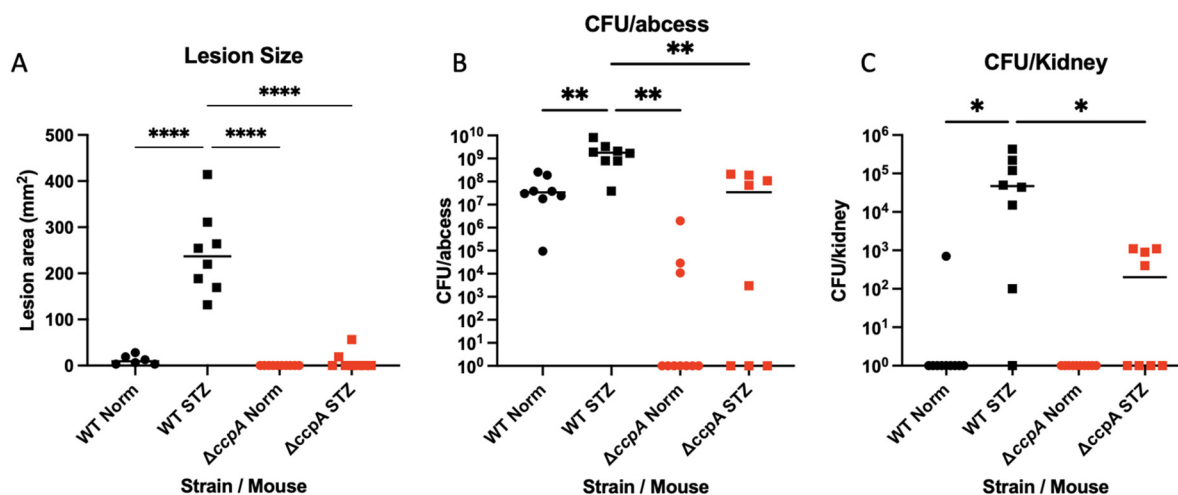 A
Lesion Size
****
**** ****
Lesion area (mm²)
500
400
300
200
100
0
WT Norm
WT STZ
ΔccpA Norm
ΔccpA STZ
Strain / Mouse
B
CFU/abcess
**
** **
CFU/abcess
10¹⁰
10⁹
10⁸
10⁷
10⁶
10⁵
10⁴
10³
10²
10¹
10⁰
WT Norm
WT STZ
ΔccpA Norm
ΔccpA STZ
Strain / Mouse
C
CFU/Kidney
* *
CFU/kidney
10⁶
10⁵
10⁴
10³
10²
10¹
10⁰
WT Norm
WT STZ
ΔccpA Norm
ΔccpA STZ
Strain / Mouse